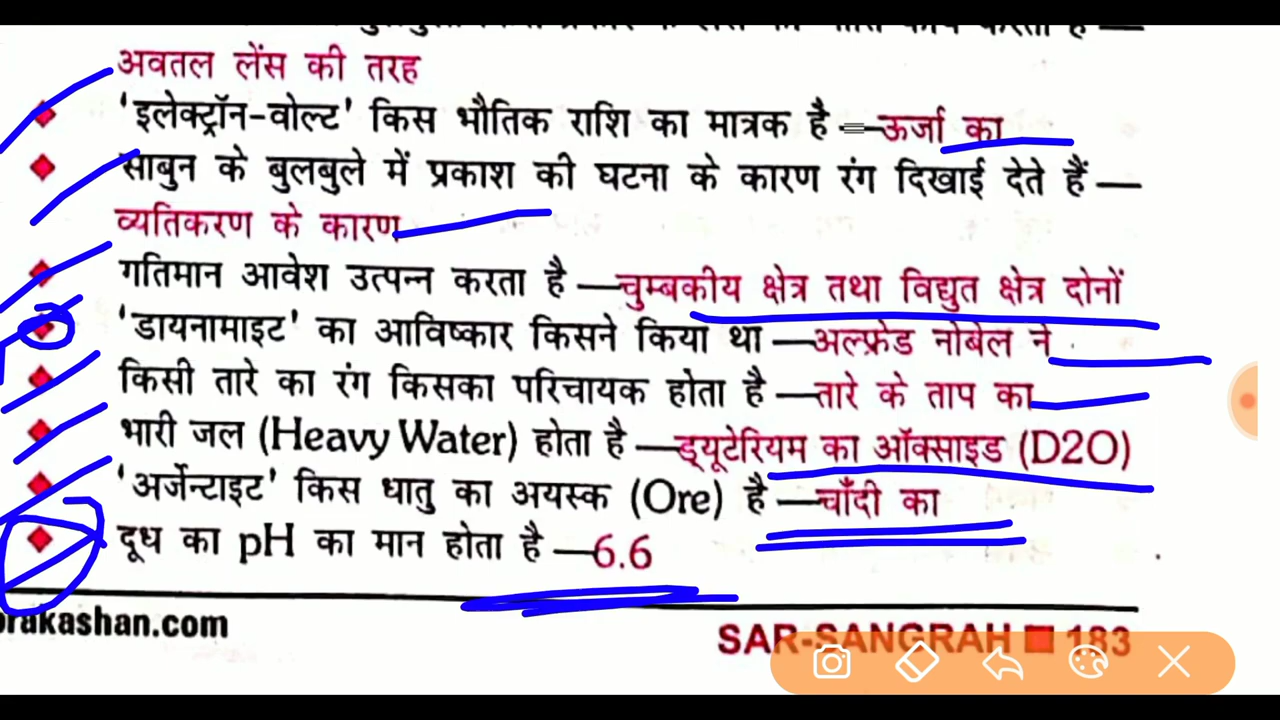 अवतल लेंस की तरह
'इलेक्ट्रॉन-वोल्ट' किस भौतिक राशि का मात्रक है —ऊर्जा का
साबुन के बुलबुले में प्रकाश की घटना के कारण रंग दिखाई देते हैं —
व्यतिकरण के कारण
गतिमान आवेश उत्पन्न करता है —चुम्बकीय क्षेत्र तथा विद्युत क्षेत्र दोनों
'डायनामाइट' का आविष्कार किसने किया था —अल्फ्रेड नोबेल ने
किसी तारे का रंग किसका परिचायक होता है —तारे के ताप का
भारी जल (Heavy Water) होता है —ड्यूटेरियम का ऑक्साइड (D2O)
'अर्जेन्टाइट' किस धातु का अयस्क (Ore) है —चाँदी का
दूध का pH का मान होता है —6.6
prakashan.com
SAR-SANGRAH ■ 183